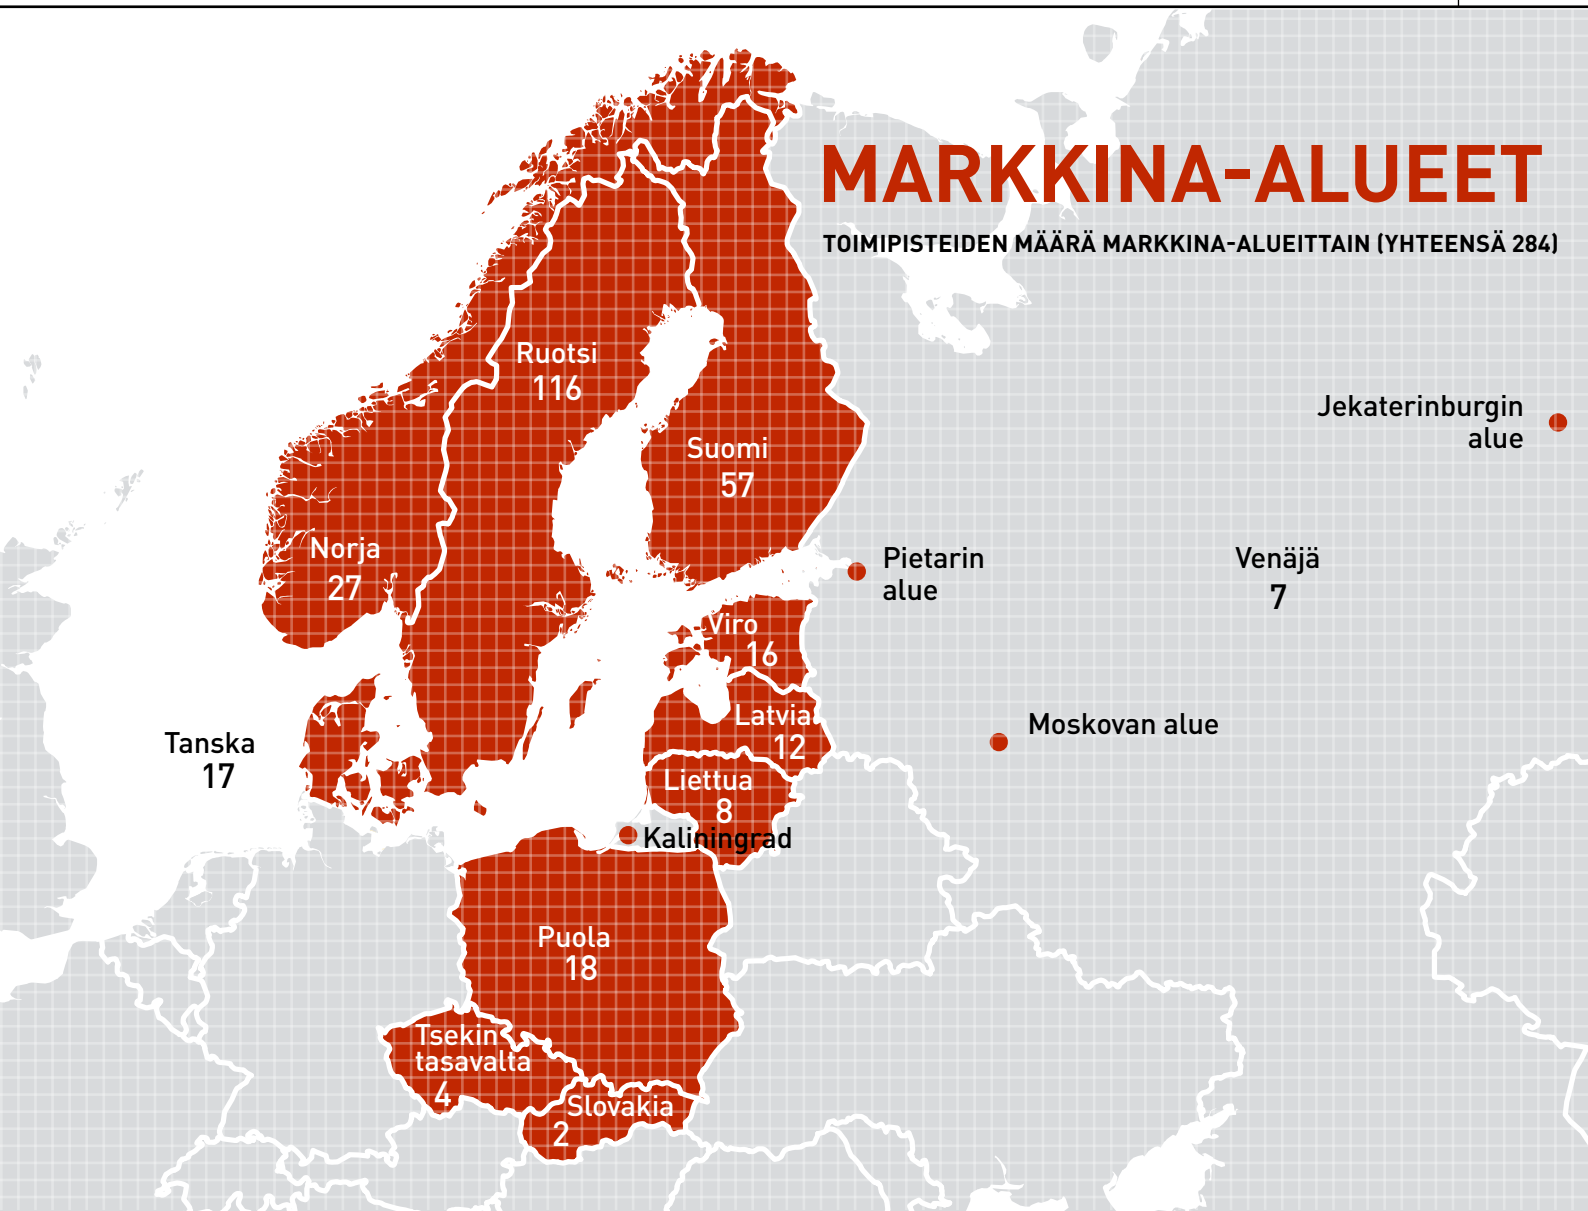 MARKKINA-ALUEET
TOIMIPISTEIDEN MÄÄRÄ MARKKINA-ALUEITTAIN (YHTEENSÄ 284)
Ruotsi
116
Jekaterinburgin
alue
Suomi
57
Norja
27
Pietarin
alue
Venäjä
7
Viro
16
Latvia
12
Moskovan alue
Tanska
17
Liettua
8
Kaliningrad
Puola
18
Tsekin
tasavalta
4
Slovakia
2